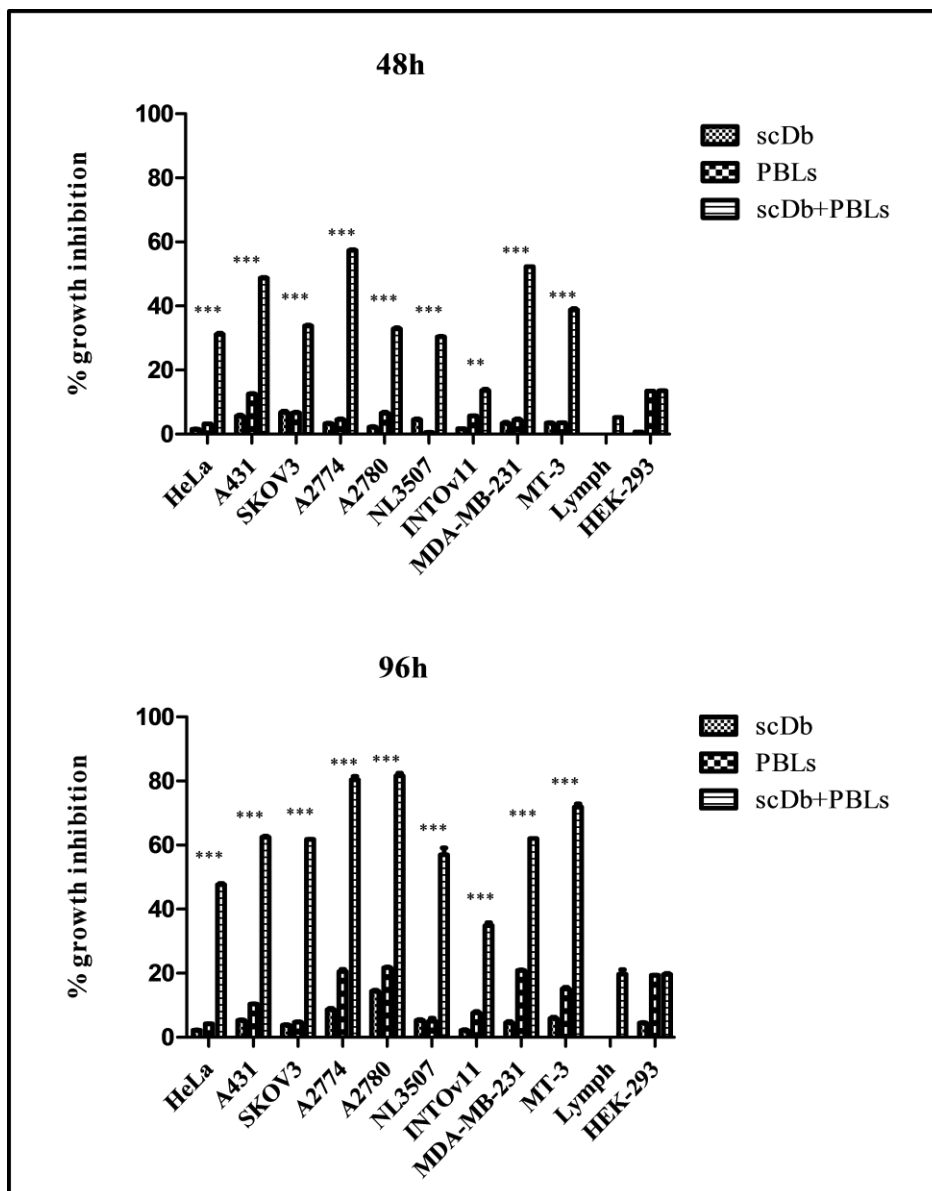 48h
% growth inhibition
100
80
60
40
20
0
***
***
***
***
***
***
**
***
***
HeLa
A431
SKOV3
A2774
A2780
NL3507
INTOv11
MDA-MB-231
MT-3
Lymph
HEK-293
scDb
PBLs
scDb+PBLs
96h
% growth inhibition
100
80
60
40
20
0
***
***
***
***
***
***
***
***
***
HeLa
A431
SKOV3
A2774
A2780
NL3507
INTOv11
MDA-MB-231
MT-3
Lymph
HEK-293
scDb
PBLs
scDb+PBLs